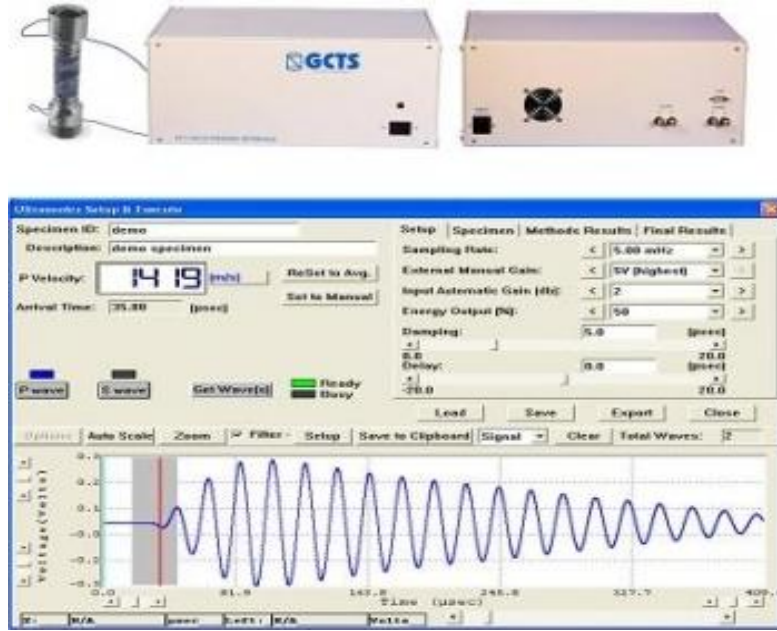 GCTS
Ultrasonics Setup & Execute
Specimen ID: demo
Description: demo specimen
P Velocity: 1419 (m/s) ReSet to Avg.
Set to Manual
Arrival Time: 35.80 (µsec)
P wave S wave Get Wave(s) Ready
Busy
Setup Specimen Methods Results Final Results
Sampling Rate: < 5.00 mHz >
External Manual Gain: < 5V (highest)
Input Automatic Gain (db): < 2 >
Energy Output (%): < 50 >
Damping: 5.0 (µsec)
0.0 20.0
Delay: 0.0 (µsec)
-20.0 20.0
Load Save Export Close
Options Auto Scale Zoom Filter - Setup Save to Clipboard Signal Clear Total Waves: 2
Voltage(Volts)
0.0 81.9 245.8 327.7
Time (µsec)
X: N/A µsec Left: N/A Volts